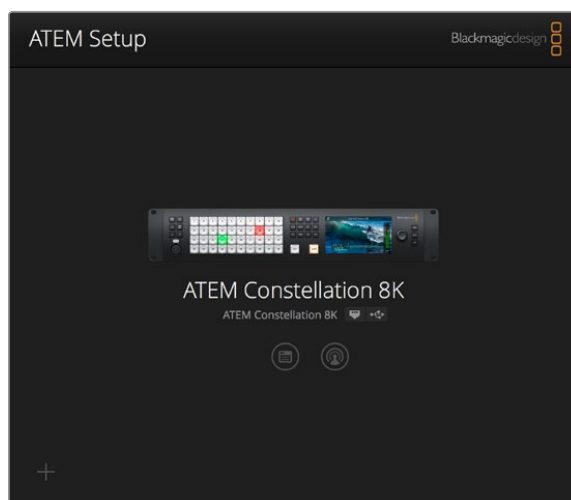 ATEM Setup
Blackmagicdesign
ATEM Constellation 8K
ATEM Constellation 8K